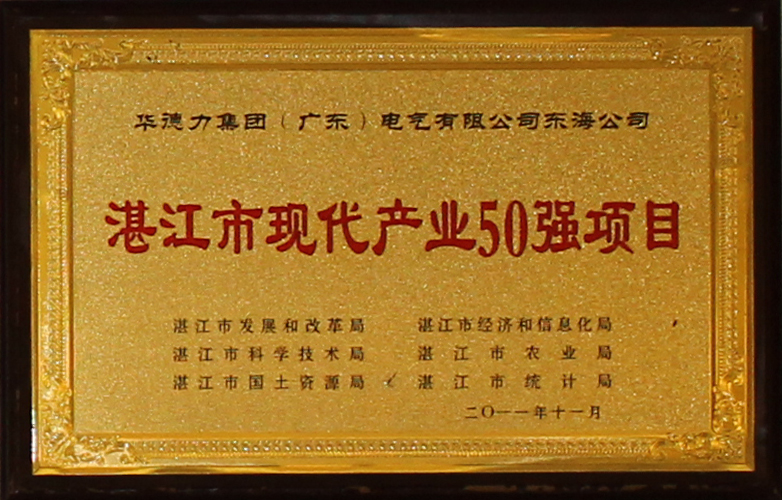 华德力集团（广东）电气有限公司东海公司
湛江市现代产业50强项目
湛江市发展和改革局 湛江市经济和信息化局
湛江市科学技术局 湛江市农业局
湛江市国土资源局 湛江市统计局
二〇一一年十一月